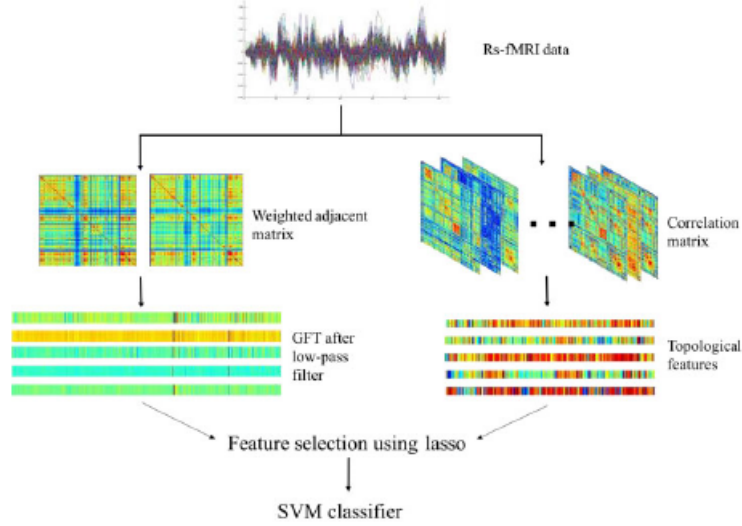 Rs-fMRI data
Weighted adjacent
matrix
Correlation
matrix
GFT after
low-pass
filter
Topological
features
Feature selection using lasso
SVM classifier